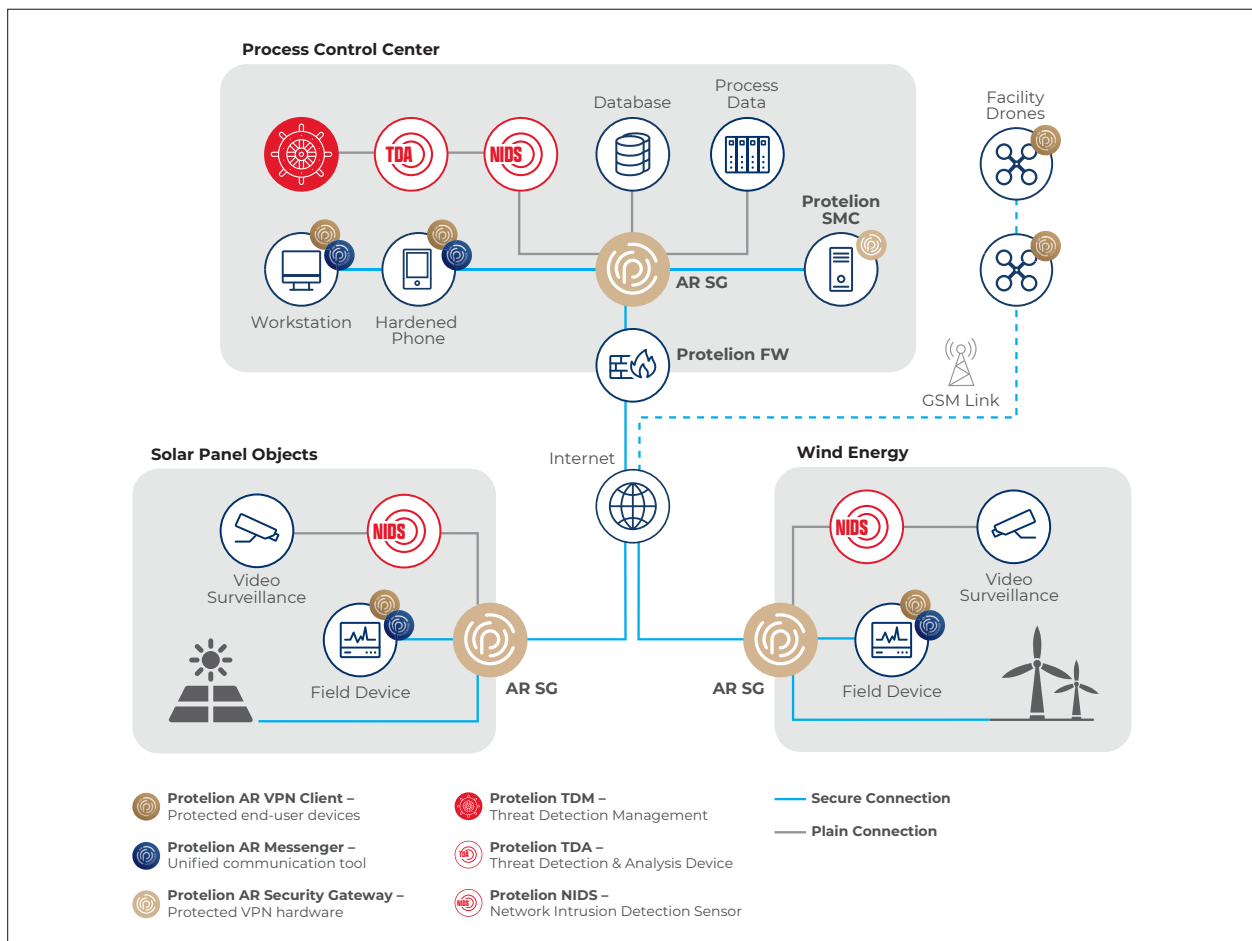 Process Control Center
Database
Process
Data
Facility
Drones
TDA
NIDS
Protelion
SMC
AR SG
Workstation
Hardened
Phone
Protelion FW
GSM Link
Internet
Solar Panel Objects
Wind Energy
NIDS
NIDS
Video
Surveillance
Video
Surveillance
Field Device
AR SG
AR SG
Field Device
Protelion AR VPN Client –
Protected end-user devices
Protelion AR Messenger –
Unified communication tool
Protelion AR Security Gateway –
Protected VPN hardware
Protelion TDM –
Threat Detection Management
TDA
Protelion TDA –
Threat Detection & Analysis Device
NIDS
Protelion NIDS –
Network Intrusion Detection Sensor
Secure Connection
Plain Connection